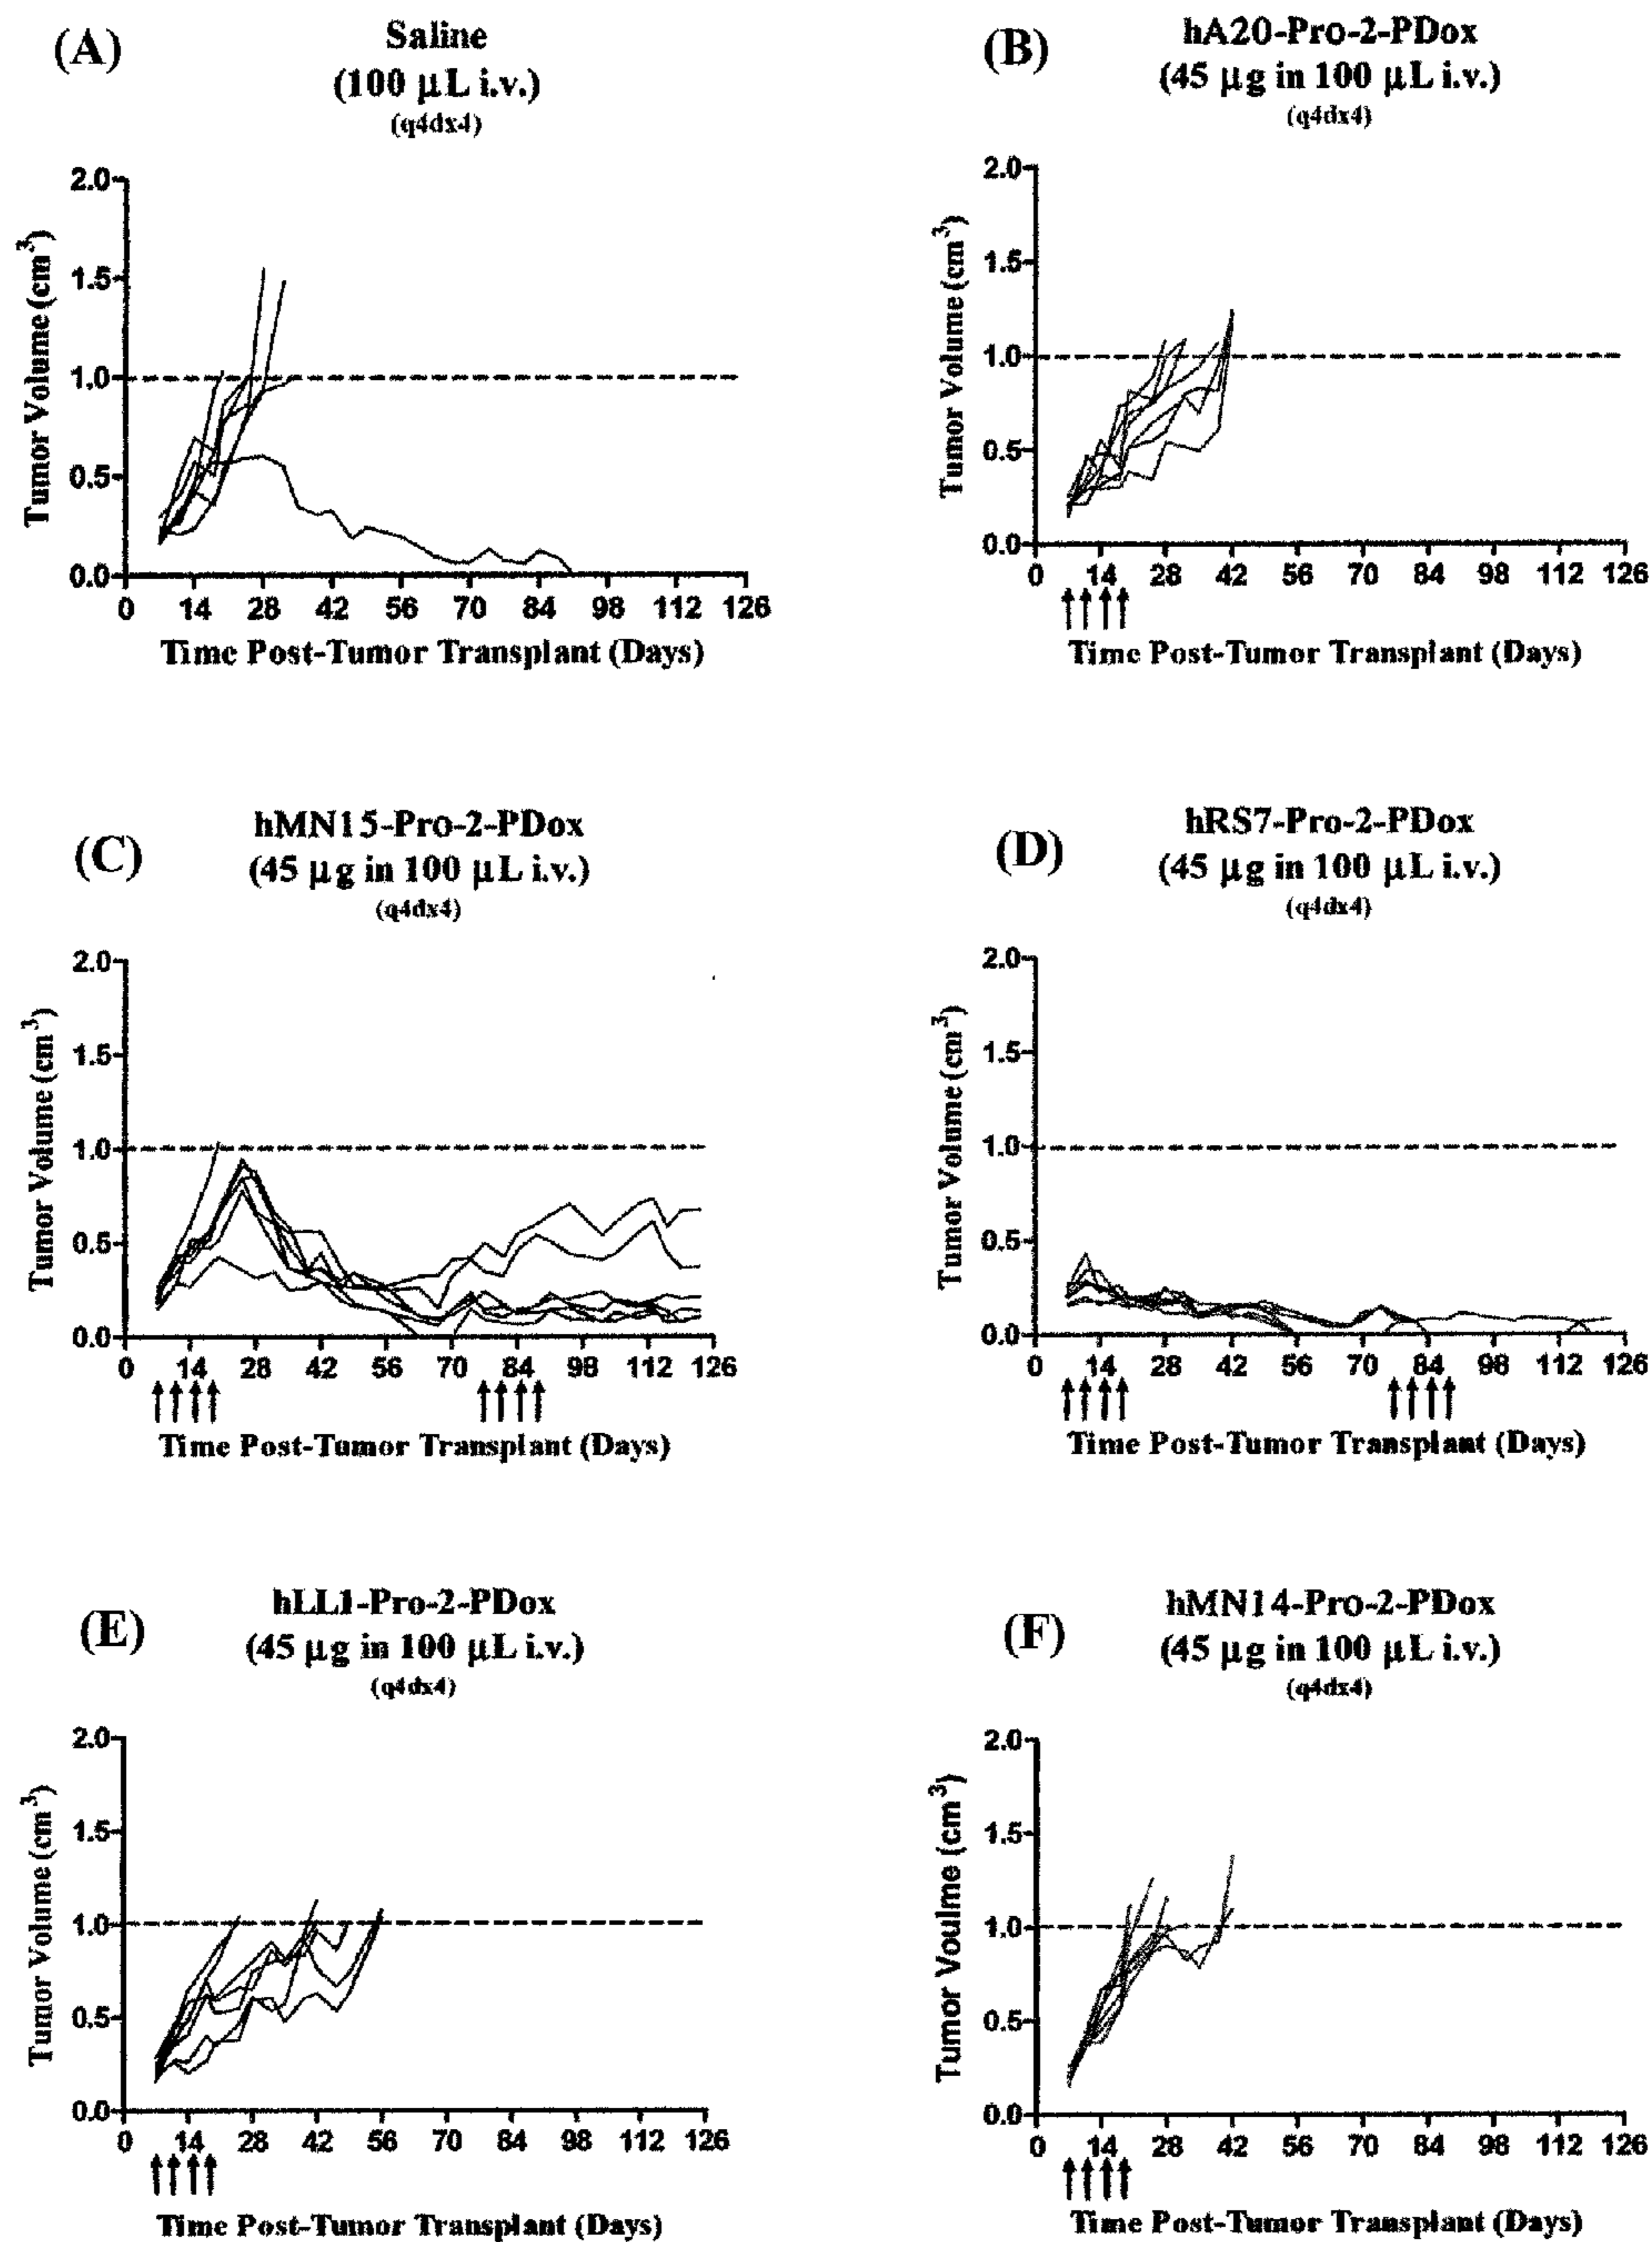 (A)
Saline
(100 µL i.v.)
(q4dx4)
Tumor Volume (cm³)
2.0
1.5
1.0
0.5
0.0
0 14 28 42 56 70 84 98 112 126
Time Post-Tumor Transplant (Days)
(B)
hA20-Pro-2-PDox
(45 µg in 100 µL i.v.)
(q4dx4)
Tumor Volume (cm³)
2.0
1.5
1.0
0.5
0.0
0 14 28 42 56 70 84 98 112 126
Time Post-Tumor Transplant (Days)
(C)
hMN15-Pro-2-PDox
(45 µg in 100 µL i.v.)
(q4dx4)
Tumor Volume (cm³)
2.0
1.5
1.0
0.5
0.0
0 14 28 42 56 70 84 98 112 126
Time Post-Tumor Transplant (Days)
(D)
hRS7-Pro-2-PDox
(45 µg in 100 µL i.v.)
(q4dx4)
Tumor Volume (cm³)
2.0
1.5
1.0
0.5
0.0
0 14 28 42 56 70 84 98 112 126
Time Post-Tumor Transplant (Days)
(E)
hLL1-Pro-2-PDox
(45 µg in 100 µL i.v.)
(q4dx4)
Tumor Volume (cm³)
2.0
1.5
1.0
0.5
0.0
0 14 28 42 56 70 84 98 112 126
Time Post-Tumor Transplant (Days)
(F)
hMN14-Pro-2-PDox
(45 µg in 100 µL i.v.)
(q4dx4)
Tumor Voulme (cm³)
2.0
1.5
1.0
0.5
0.0
0 14 28 42 56 70 84 98 112 126
Time Post-Tumor Transplant (Days)